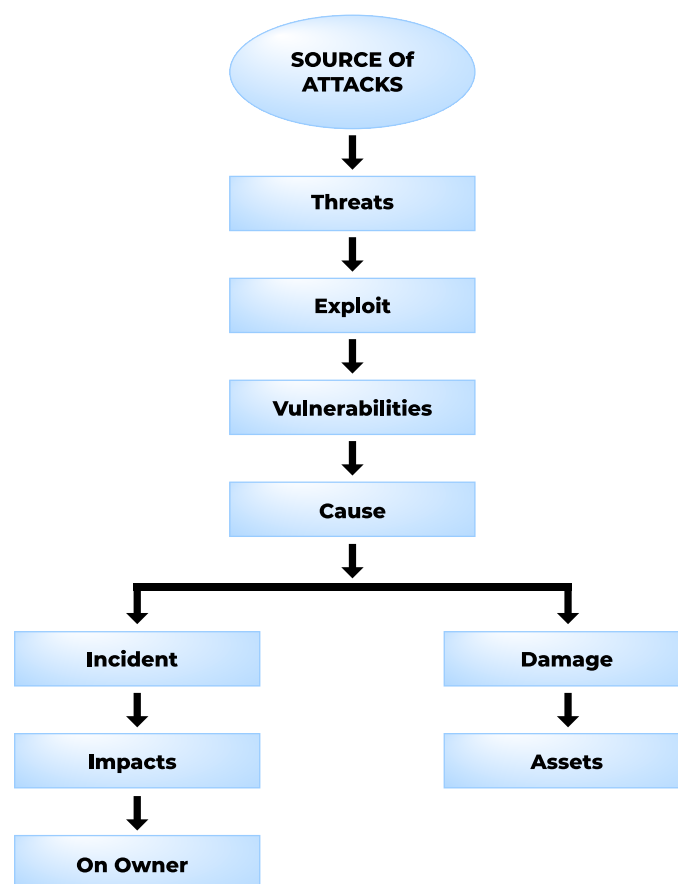 SOURCE Of
ATTACKS
Threats
Exploit
Vulnerabilities
Cause
Incident
Damage
Impacts
Assets
On Owner